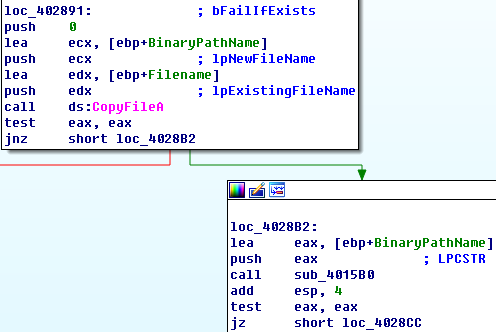 loc_402891: ; bFailIfExists
push 0
lea ecx, [ebp+BinaryPathName]
push ecx ; lpNewFileName
lea edx, [ebp+Filename]
push edx ; lpExistingFileName
call ds:CopyFileA
test eax, eax
jnz short loc_4028B2
loc_4028B2:
lea eax, [ebp+BinaryPathName]
push eax ; LPCSTR
call sub_4015B0
add esp, 4
test eax, eax
jz short loc_4028CC